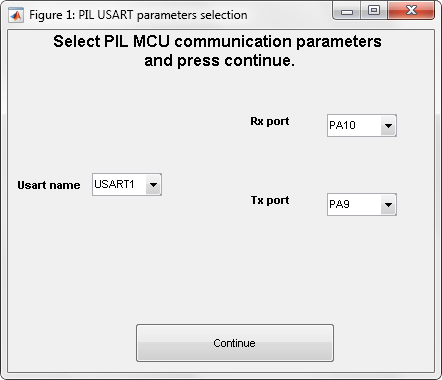 Figure 1: PIL USART parameters selection
Select PIL MCU communication parameters
and press continue.
Rx port PA10
Usart name USART1
Tx port PA9
Continue